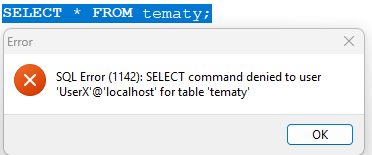 SELECT * FROM tematy;
Error
SQL Error (1142): SELECT command denied to user
'UserX'@'localhost' for table 'tematy'
OK